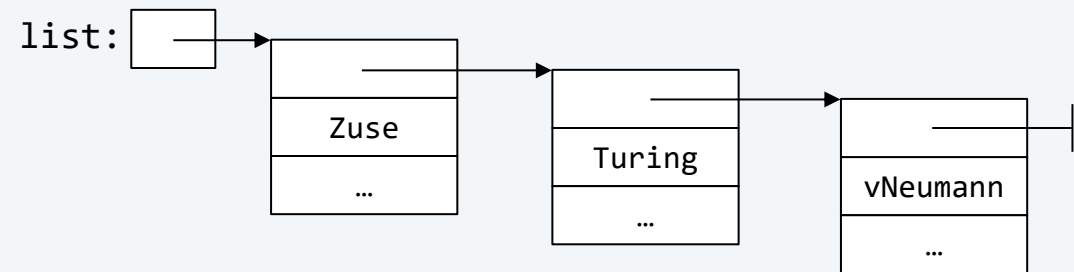 list:
Zuse
…
Turing
…
vNeumann
…